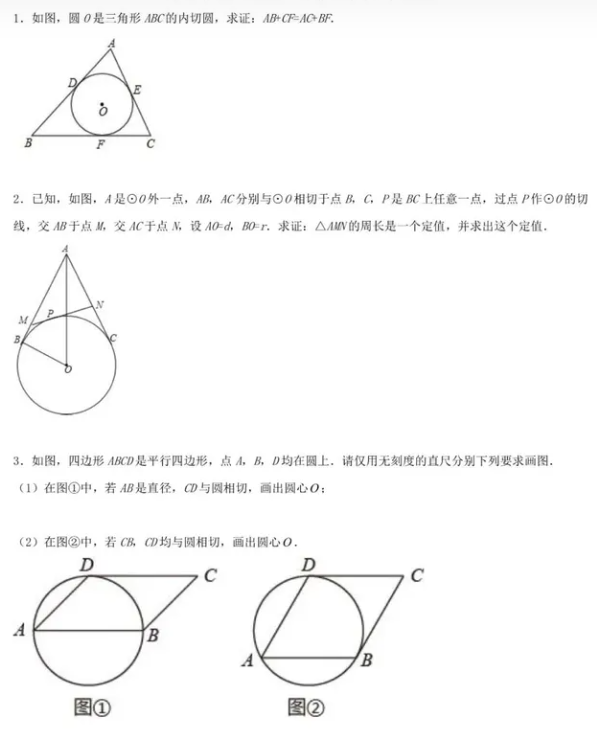 1. 如图，圆 O 是三角形 ABC 的内切圆，求证：AB+CF=AC+BF.
A
D
E
O
B
F
C
2. 已知，如图，A 是⊙O 外一点，AB，AC 分别与⊙O 相切于点 B，C，P 是 BC 上任意一点，过点 P 作⊙O 的切
线，交 AB 于点 M，交 AC 于点 N，设 AO=d，BO=r. 求证：△AMN 的周长是一个定值，并求出这个定值.
A
N
P
M
B
C
O
3. 如图，四边形 ABCD 是平行四边形，点 A，B，D 均在圆上. 请仅用无刻度的直尺分别下列要求画图.
（1）在图①中，若 AB 是直径，CD 与圆相切，画出圆心 O；
（2）在图②中，若 CB，CD 均与圆相切，画出圆心 O.
D
C
A
B
图①
D
C
A
B
图②